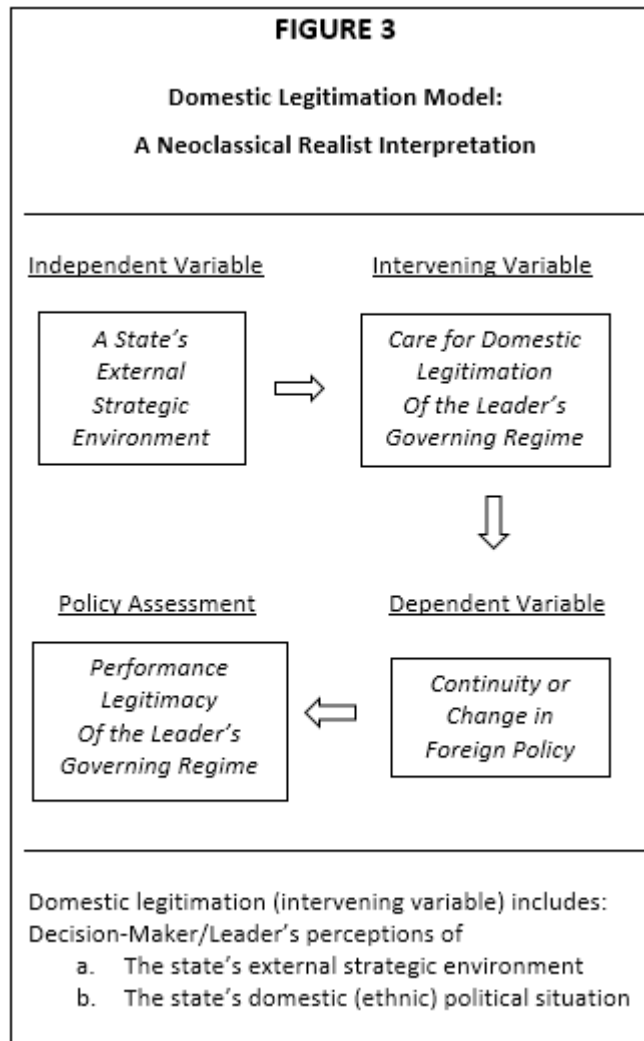 FIGURE 3
Domestic Legitimation Model:
A Neoclassical Realist Interpretation
Independent Variable
A State's
External
Strategic
Environment
Intervening Variable
Care for Domestic
Legitimation
Of the Leader's
Governing Regime
Policy Assessment
Performance
Legitimacy
Of the Leader's
Governing Regime
Dependent Variable
Continuity or
Change in
Foreign Policy
Domestic legitimation (intervening variable) includes:
Decision-Maker/Leader's perceptions of
a. The state's external strategic environment
b. The state's domestic (ethnic) political situation